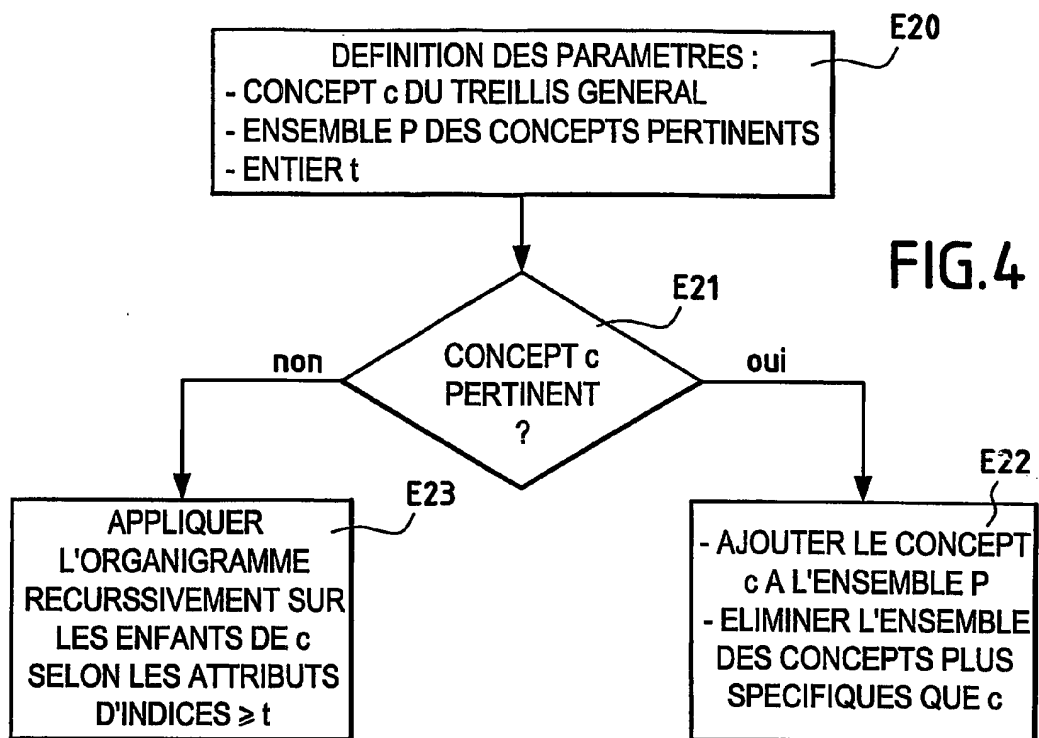 E20
DEFINITION DES PARAMETRES :
- CONCEPT c DU TREILLIS GENERAL
- ENSEMBLE P DES CONCEPTS PERTINENTS
- ENTIER t
FIG.4
E21
CONCEPT c
PERTINENT
?
non
oui
E23
APPLIQUER
L'ORGANIGRAMME
RECURSSIVEMENT SUR
LES ENFANTS DE c
SELON LES ATTRIBUTS
D'INDICES ⩾ t
E22
- AJOUTER LE CONCEPT
c A L'ENSEMBLE P
- ELIMINER L'ENSEMBLE
DES CONCEPTS PLUS
SPECIFIQUES QUE c